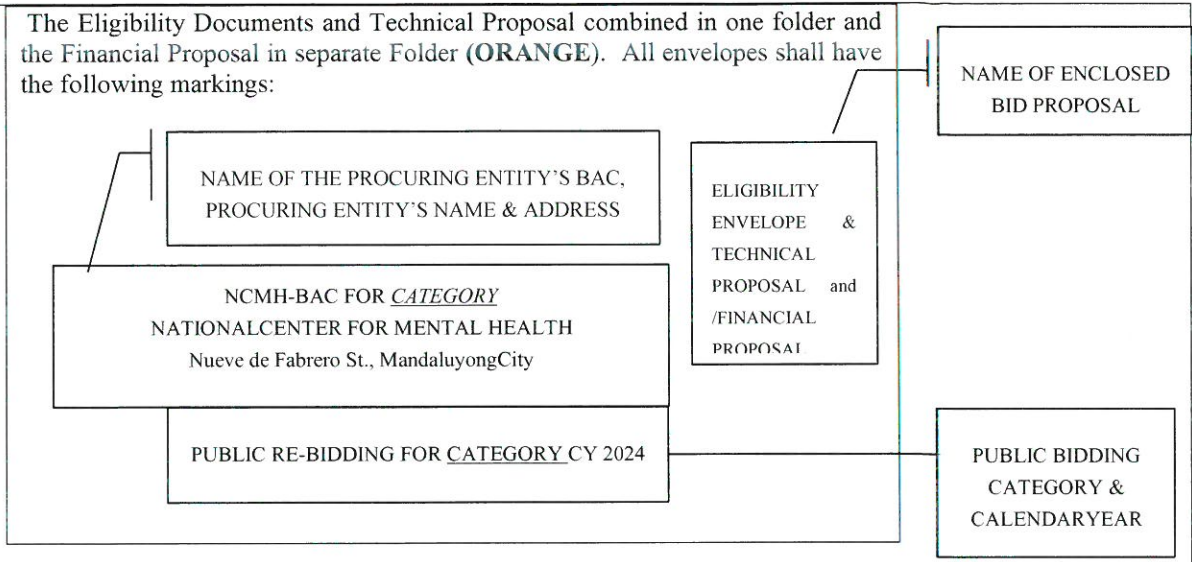 The Eligibility Documents and Technical Proposal combined in one folder and
the Financial Proposal in separate Folder (ORANGE). All envelopes shall have
the following markings:
NAME OF ENCLOSED
BID PROPOSAL
NAME OF THE PROCURING ENTITY'S BAC,
PROCURING ENTITY'S NAME & ADDRESS
ELIGIBILITY
ENVELOPE &
TECHNICAL
PROPOSAL and
/FINANCIAL
PROPOSAL
NCMH-BAC FOR CATEGORY
NATIONALCENTER FOR MENTAL HEALTH
Nueve de Fabrero St., MandaluyongCity
PUBLIC RE-BIDDING FOR CATEGORY CY 2024
PUBLIC BIDDING
CATEGORY &
CALENDARYEAR